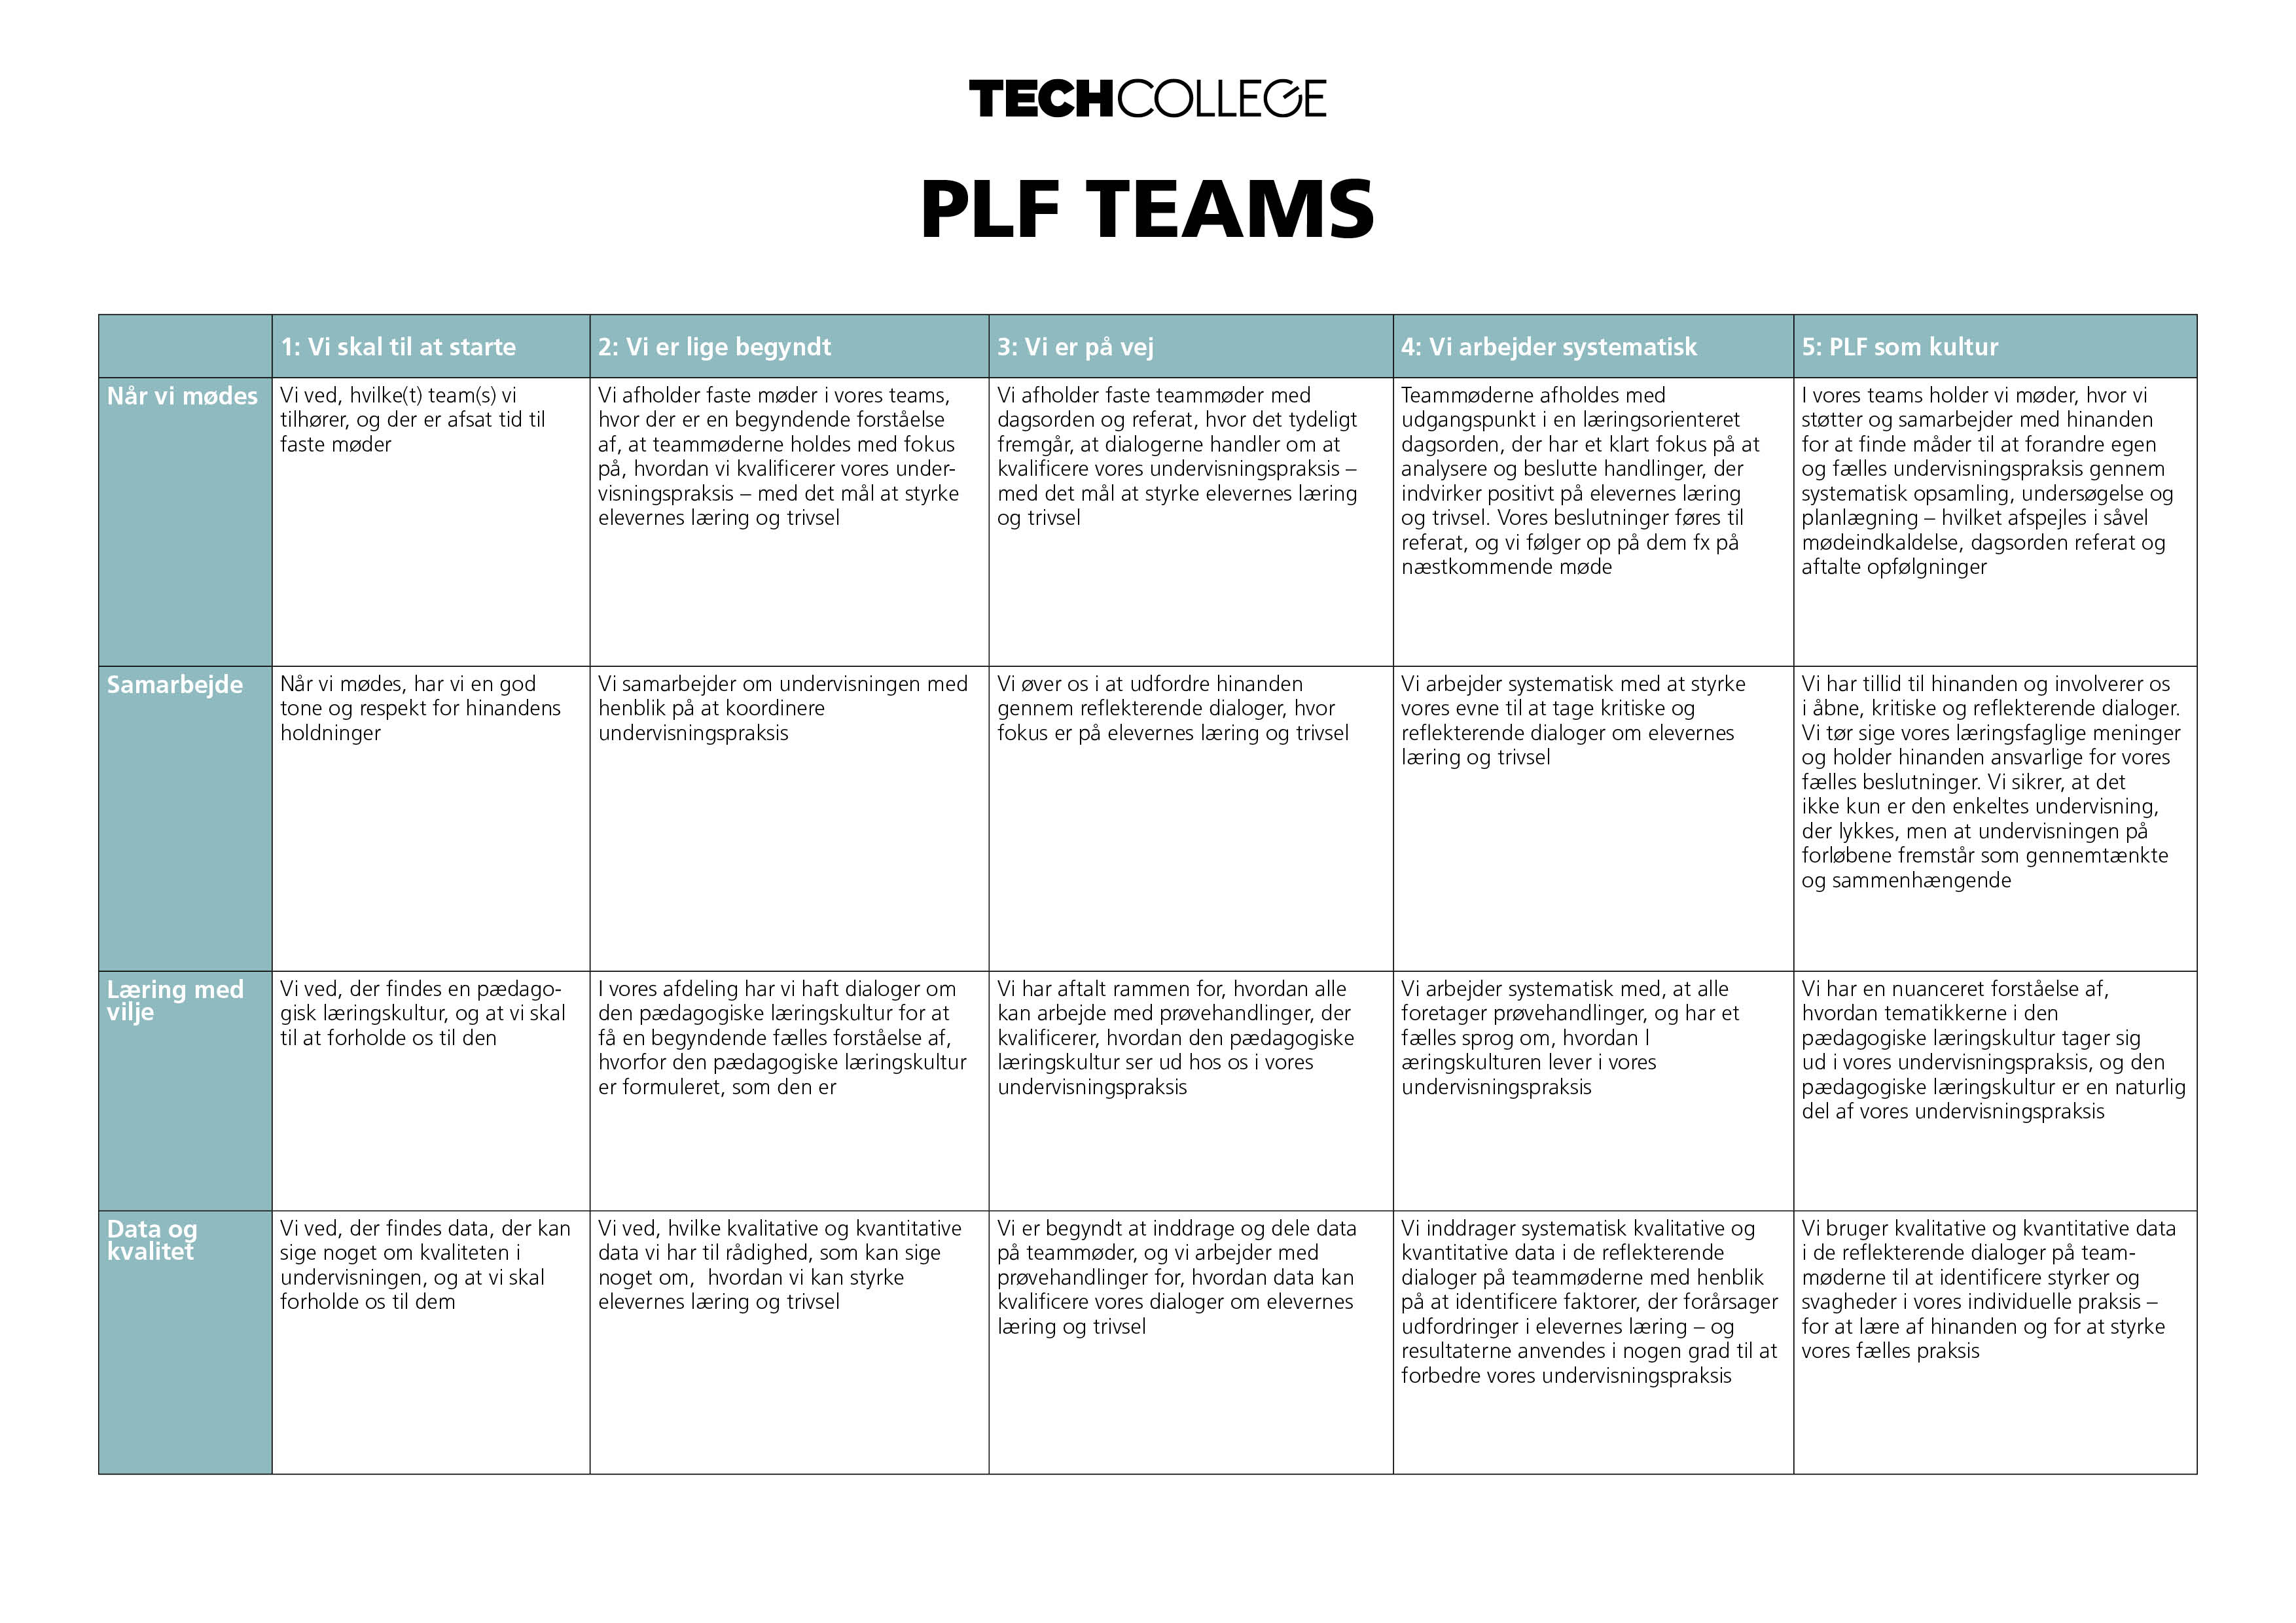 TECHCOLLEGE
PLF TEAMS
1: Vi skal til at starte
2: Vi er lige begyndt
3: Vi er på vej
4: Vi arbejder systematisk
5: PLF som kultur
Når vi mødes
Vi ved, hvilke(t) team(s) vi
tilhører, og der er afsat tid til
faste møder
Vi afholder faste møder i vores teams,
hvor der er en begyndende forståelse
af, at teammøderne holdes med fokus
på, hvordan vi kvalificerer vores under-
visningspraksis – med det mål at styrke
elevernes læring og trivsel
Vi afholder faste teammøder med
dagsorden og referat, hvor det tydeligt
fremgår, at dialogerne handler om at
kvalificere vores undervisningspraksis –
med det mål at styrke elevernes læring
og trivsel
Teammøderne afholdes med
udgangspunkt i en læringsorienteret
dagsorden, der har et klart fokus på at
analysere og beslutte handlinger, der
indvirker positivt på elevernes læring
og trivsel. Vores beslutninger føres til
referat, og vi følger op på dem fx på
næstkommende møde
I vores teams holder vi møder, hvor vi
støtter og samarbejder med hinanden
for at finde måder til at forandre egen
og fælles undervisningspraksis gennem
systematisk opsamling, undersøgelse og
planlægning – hvilket afspejles i såvel
mødeindkaldelse, dagsorden referat og
aftalte opfølgninger
Samarbejde
Når vi mødes, har vi en god
tone og respekt for hinandens
holdninger
Vi samarbejder om undervisningen med
henblik på at koordinere
undervisningspraksis
Vi øver os i at udfordre hinanden
gennem reflekterende dialoger, hvor
fokus er på elevernes læring og trivsel
Vi arbejder systematisk med at styrke
vores evne til at tage kritiske og
reflekterende dialoger om elevernes
læring og trivsel
Vi har tillid til hinanden og involverer os
i åbne, kritiske og reflekterende dialoger.
Vi tør sige vores læringsfaglige meninger
og holder hinanden ansvarlige for vores
fælles beslutninger. Vi sikrer, at det
ikke kun er den enkeltes undervisning,
der lykkes, men at undervisningen på
forløbene fremstår som gennemtænkte
og sammenhængende
Læring med
vilje
Vi ved, der findes en pædago-
gisk læringskultur, og at vi skal
til at forholde os til den
I vores afdeling har vi haft dialoger om
den pædagogiske læringskultur for at
få en begyndende fælles forståelse af,
hvorfor den pædagogiske læringskultur
er formuleret, som den er
Vi har aftalt rammen for, hvordan alle
kan arbejde med prøvehandlinger, der
kvalificerer, hvordan den pædagogiske
læringskultur ser ud hos os i vores
undervisningspraksis
Vi arbejder systematisk med, at alle
foretager prøvehandlinger, og har et
fælles sprog om, hvordan l
æringskulturen lever i vores
undervisningspraksis
Vi har en nuanceret forståelse af,
hvordan tematikkerne i den
pædagogiske læringskultur tager sig
ud i vores undervisningspraksis, og den
pædagogiske læringskultur er en naturlig
del af vores undervisningspraksis
Data og
kvalitet
Vi ved, der findes data, der kan
sige noget om kvaliteten i
undervisningen, og at vi skal
forholde os til dem
Vi ved, hvilke kvalitative og kvantitative
data vi har til rådighed, som kan sige
noget om,  hvordan vi kan styrke
elevernes læring og trivsel
Vi er begyndt at inddrage og dele data
på teammøder, og vi arbejder med
prøvehandlinger for, hvordan data kan
kvalificere vores dialoger om elevernes
læring og trivsel
Vi inddrager systematisk kvalitative og
kvantitative data i de reflekterende
dialoger på teammøderne med henblik
på at identificere faktorer, der forårsager
udfordringer i elevernes læring – og
resultaterne anvendes i nogen grad til at
forbedre vores undervisningspraksis
Vi bruger kvalitative og kvantitative data
i de reflekterende dialoger på team-
møderne til at identificere styrker og
svagheder i vores individuelle praksis –
for at lære af hinanden og for at styrke
vores fælles praksis